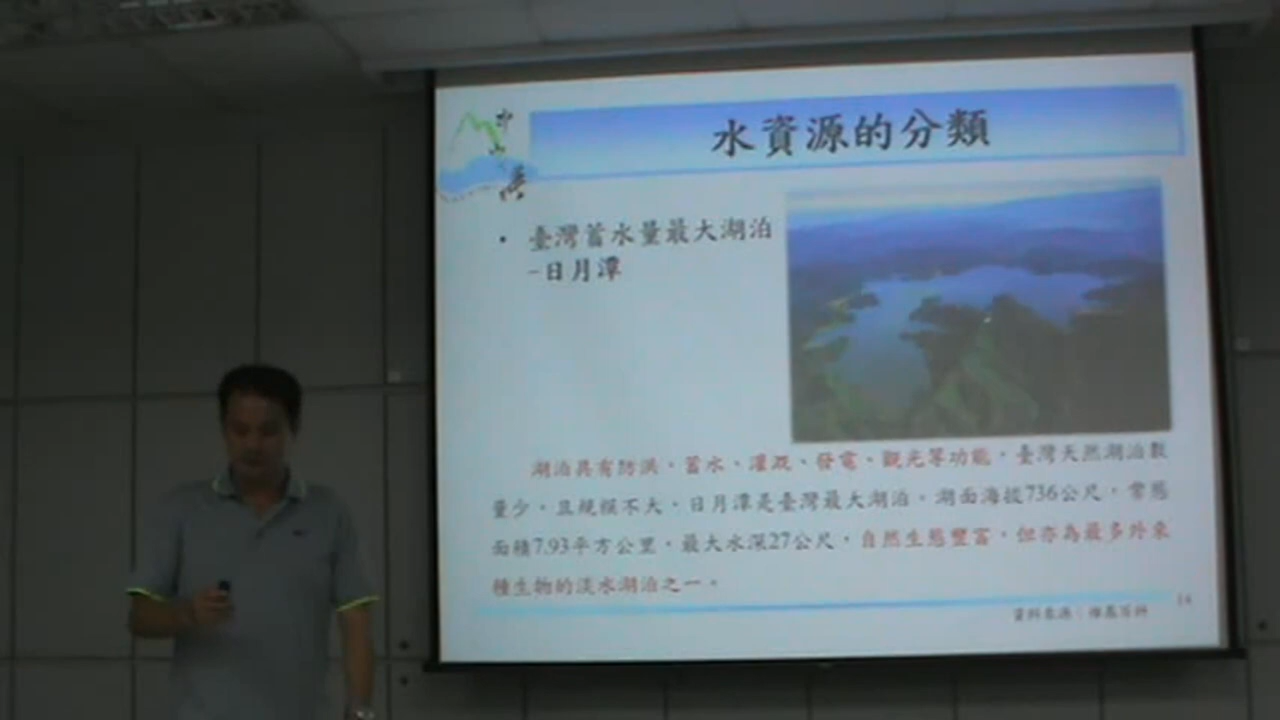 水資源的分類
• 臺灣蓄水量最大湖泊
-日月潭
湖泊具有防洪、蓄水、灌溉、發電、觀光等功能。臺灣天然湖泊數
量少,且規模不大,日月潭是臺灣最大湖泊。湖面海拔736公尺,常態
面積7.93平方公里,最大水深27公尺,自然生態豐富,但亦為最多外來
種生物的淡水湖泊之一。
資料來源:維基百科
14